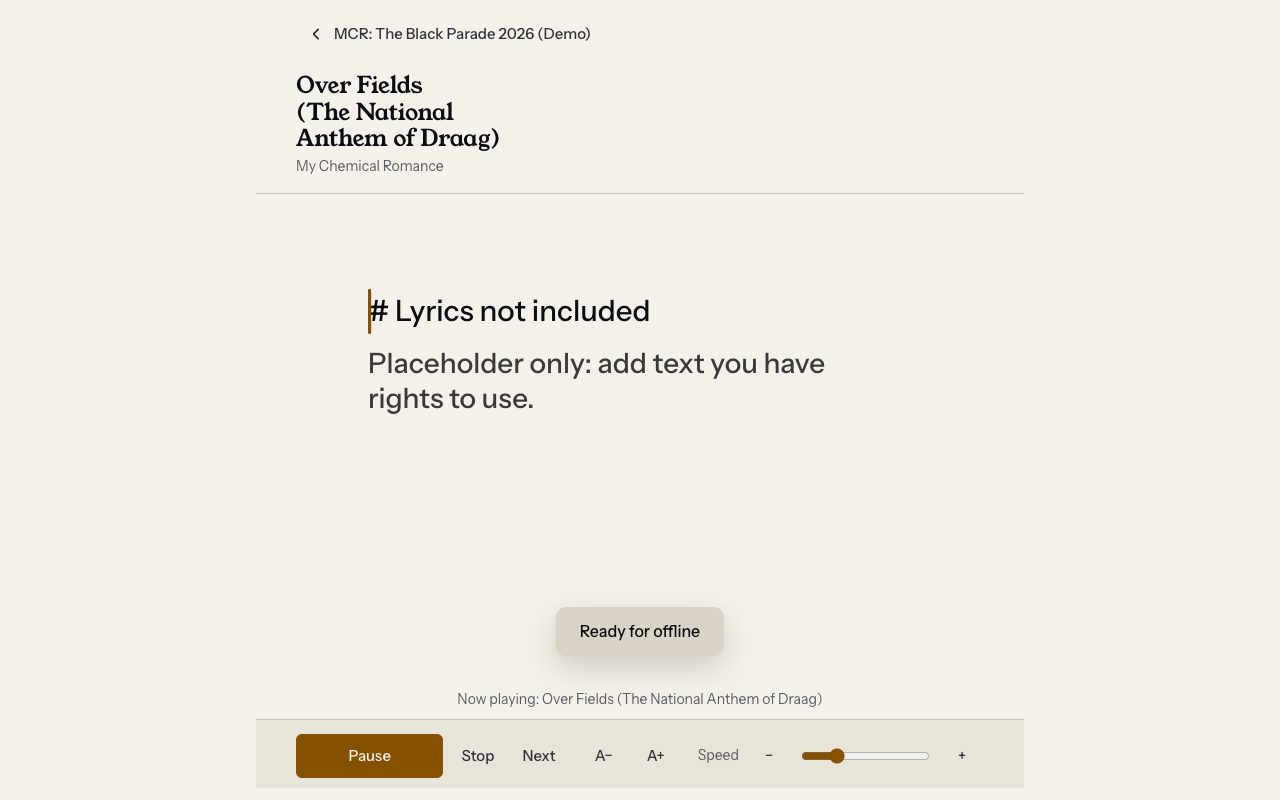 MCR: The Black Parade 2026 (Demo)
Over Fields
(The National
Anthem of Draag)
My Chemical Romance
# Lyrics not included
Placeholder only: add text you have
rights to use.
Ready for offline
Now playing: Over Fields (The National Anthem of Draag)
Pause Stop Next A− A+ Speed − +